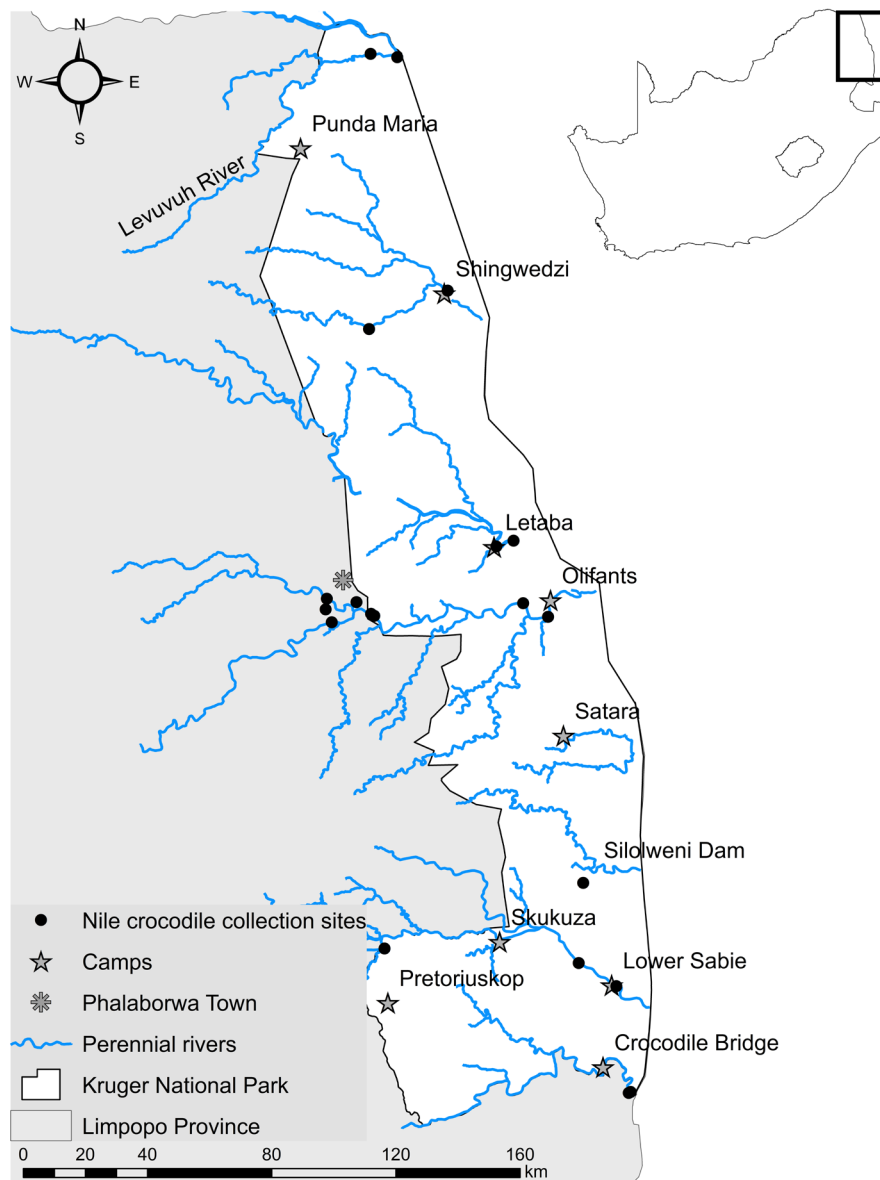 N
W
E
S
Punda Maria
Levuvuh River
Shingwedzi
Letaba
Olifants
Satara
Silolweni Dam
Skukuza
Lower Sabie
Pretoriuskop
Crocodile Bridge
Nile crocodile collection sites
Camps
Phalaborwa Town
Perennial rivers
Kruger National Park
Limpopo Province
0 20 40 80 120 160
km